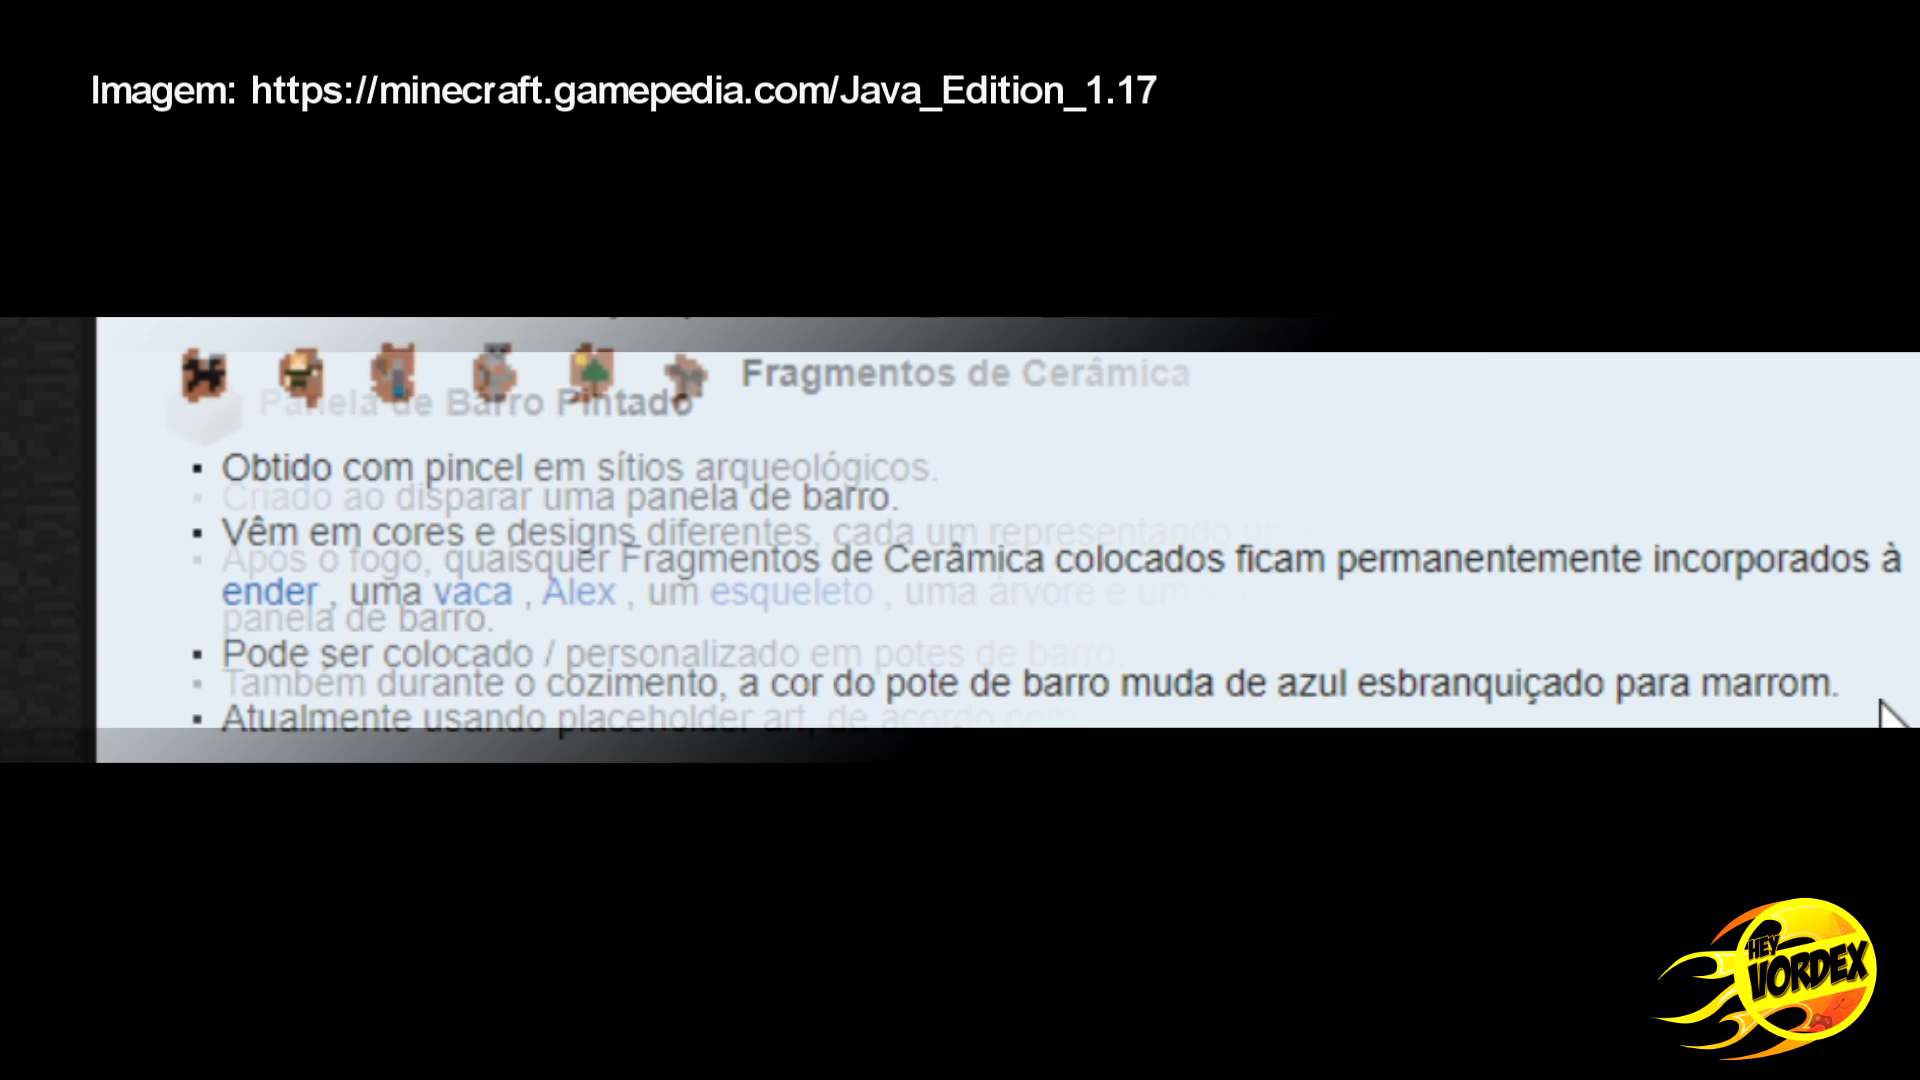 Imagem: https://minecraft.gamepedia.com/Java_Edition_1.17
Fragmentos de Cerâmica
Panela de Barro Pintado
▪ Obtido com pincel em sítios arqueológicos.
▪ Criado ao disparar uma panela de barro.
▪ Vêm em cores e designs diferentes, cada um representando uma
▪ Após o fogo, quaisquer Fragmentos de Cerâmica colocados ficam permanentemente incorporados à
ender , uma vaca , Alex , um esqueleto , uma árvore e um
panela de barro.
▪ Pode ser colocado / personalizado em potes de barro.
▪ Também durante o cozimento, a cor do pote de barro muda de azul esbranquiçado para marrom.
▪ Atualmente usando placeholder art, de acordo com
HEY
VORDEX